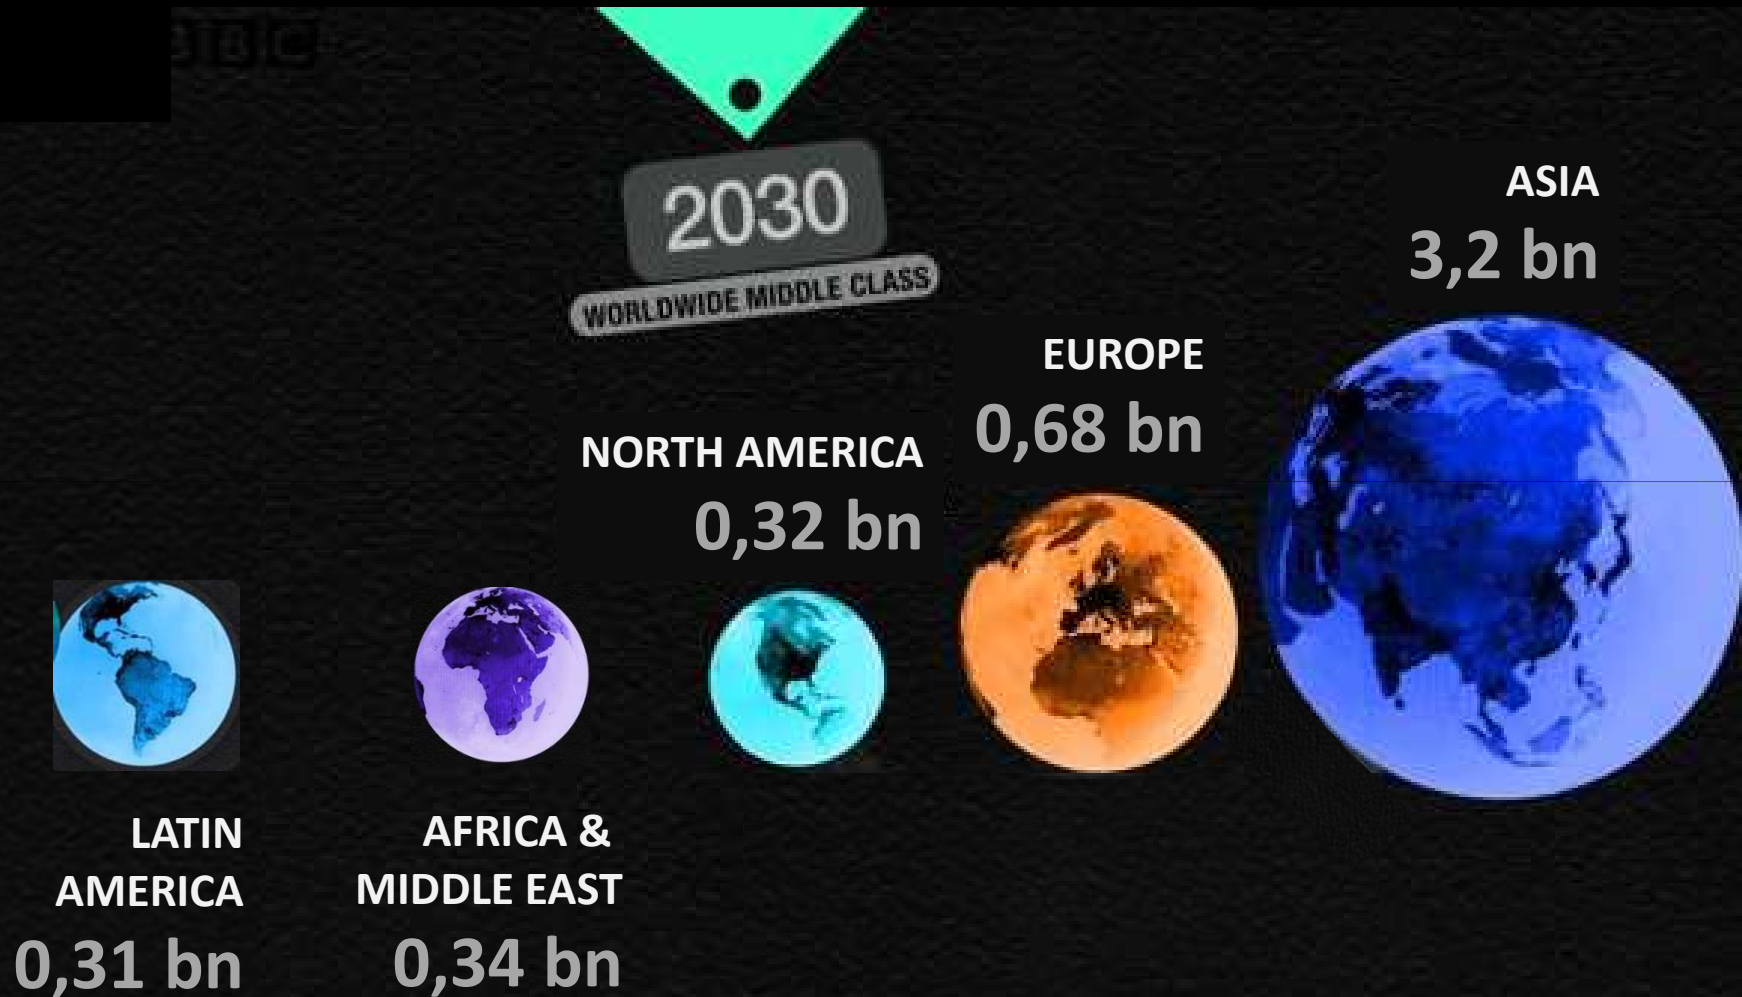 BBC
2030
WORLDWIDE MIDDLE CLASS
ASIA
3,2 bn
EUROPE
0,68 bn
NORTH AMERICA
0,32 bn
LATIN
AMERICA
0,31 bn
AFRICA &
MIDDLE EAST
0,34 bn